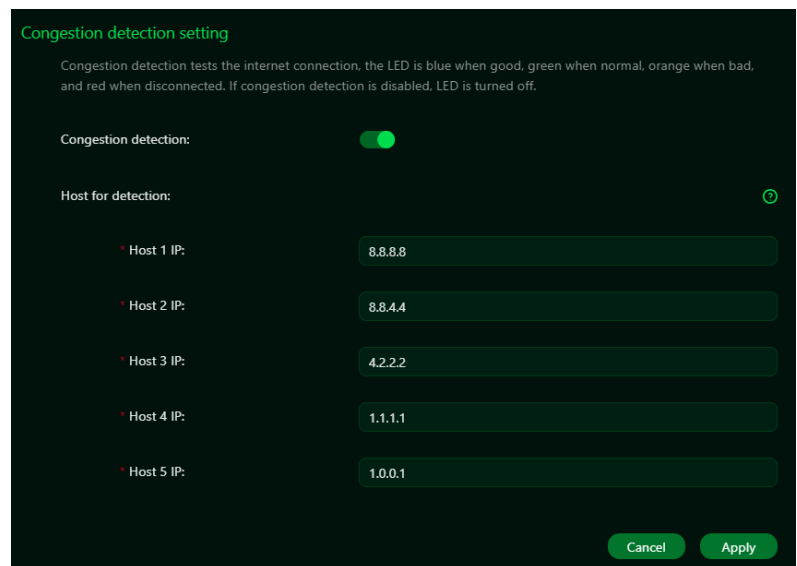 Congestion detection setting
Congestion detection tests the internet connection, the LED is blue when good, green when normal, orange when bad,
and red when disconnected. If congestion detection is disabled, LED is turned off.
Congestion detection:
Host for detection: ?
* Host 1 IP: 8.8.8.8
* Host 2 IP: 8.8.4.4
* Host 3 IP: 4.2.2.2
* Host 4 IP: 1.1.1.1
* Host 5 IP: 1.0.0.1
Cancel Apply